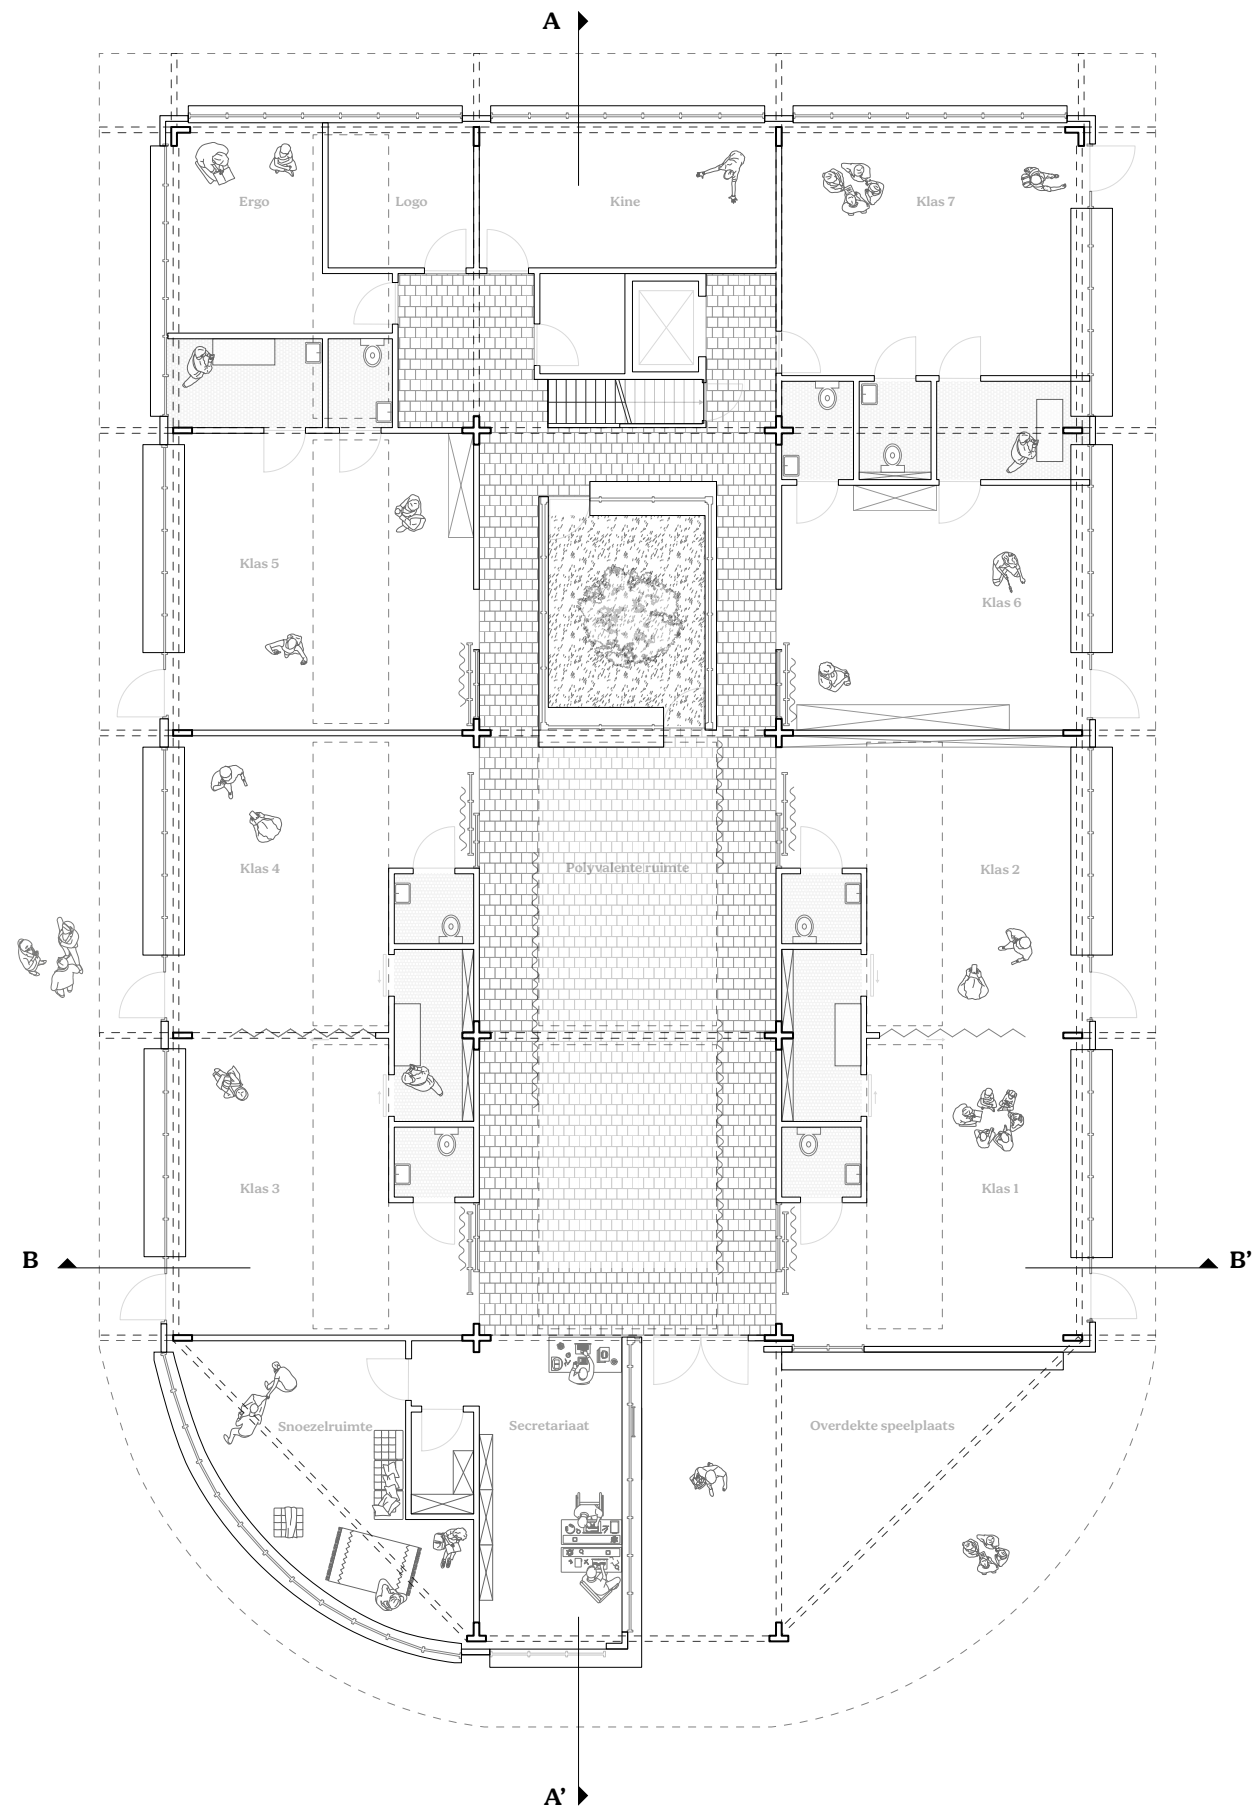 A
Ergo
Logo
Kine
Klas 7
Klas 5
Klas 6
Klas 4
Polyvalente ruimte
Klas 2
Klas 3
Klas 1
B
B’
Snoezelruimte
Secretariaat
Overdekte speelplaats
A’